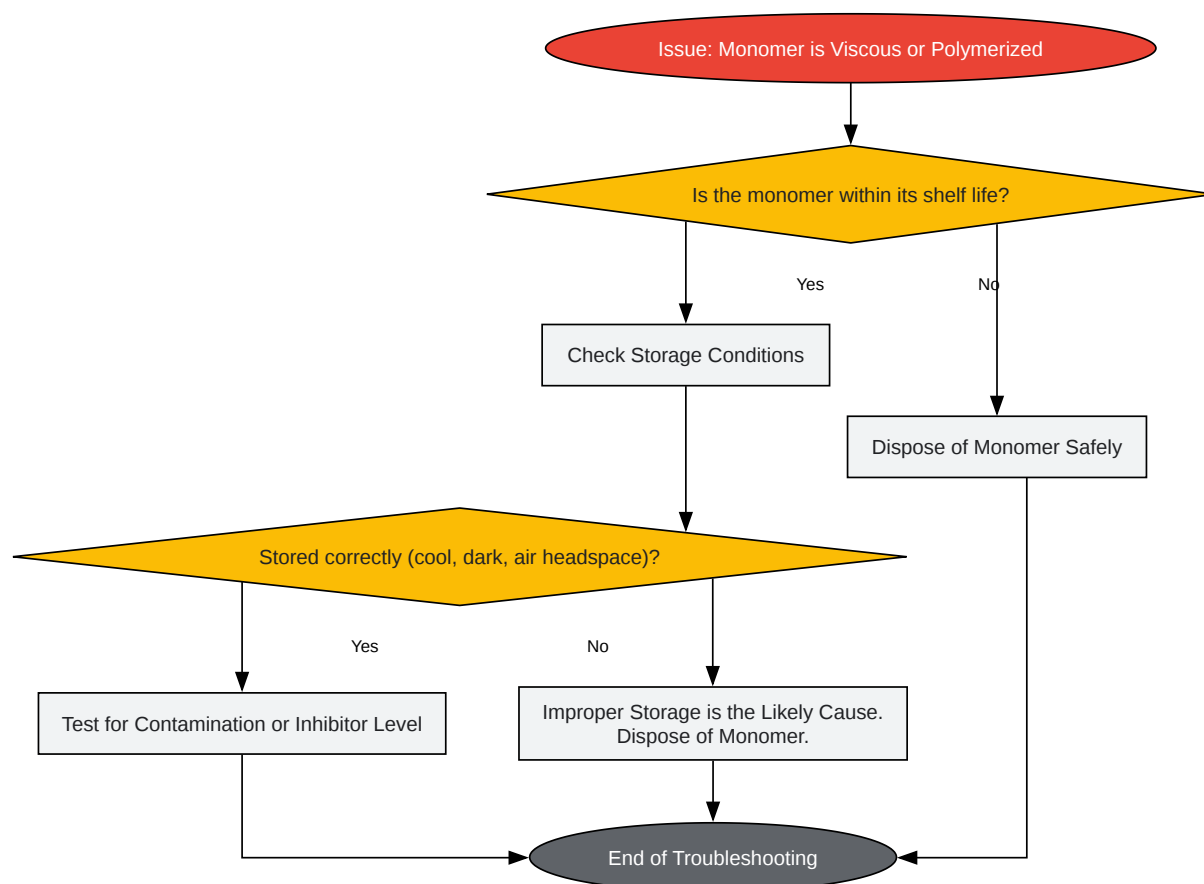 Issue: Monomer is Viscous or Polymerized
Is the monomer within its shelf life?
Yes
No
Check Storage Conditions
Dispose of Monomer Safely
Stored correctly (cool, dark, air headspace)?
Yes
No
Test for Contamination or Inhibitor Level
Improper Storage is the Likely Cause.
Dispose of Monomer.
End of Troubleshooting